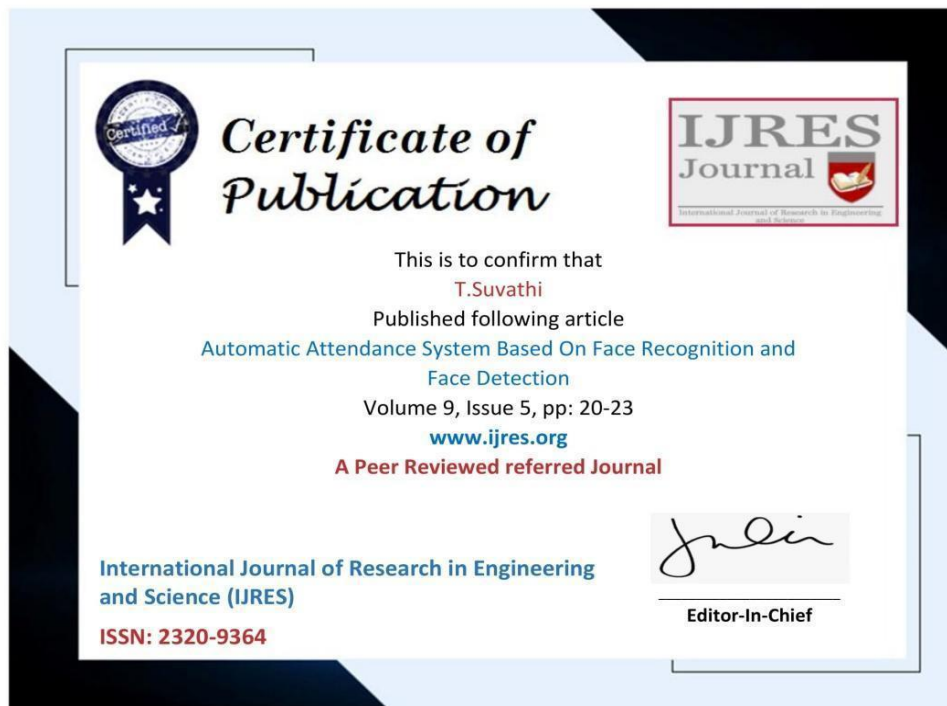 Certified
Certificate of
Publication
IJRES
Journal
International Journal of Research in Engineering
and Science
This is to confirm that
T.Suvathi
Published following article
Automatic Attendance System Based On Face Recognition and
Face Detection
Volume 9, Issue 5, pp: 20-23
www.ijres.org
A Peer Reviewed referred Journal
International Journal of Research in Engineering
and Science (IJRES)
ISSN: 2320-9364
Editor-In-Chief